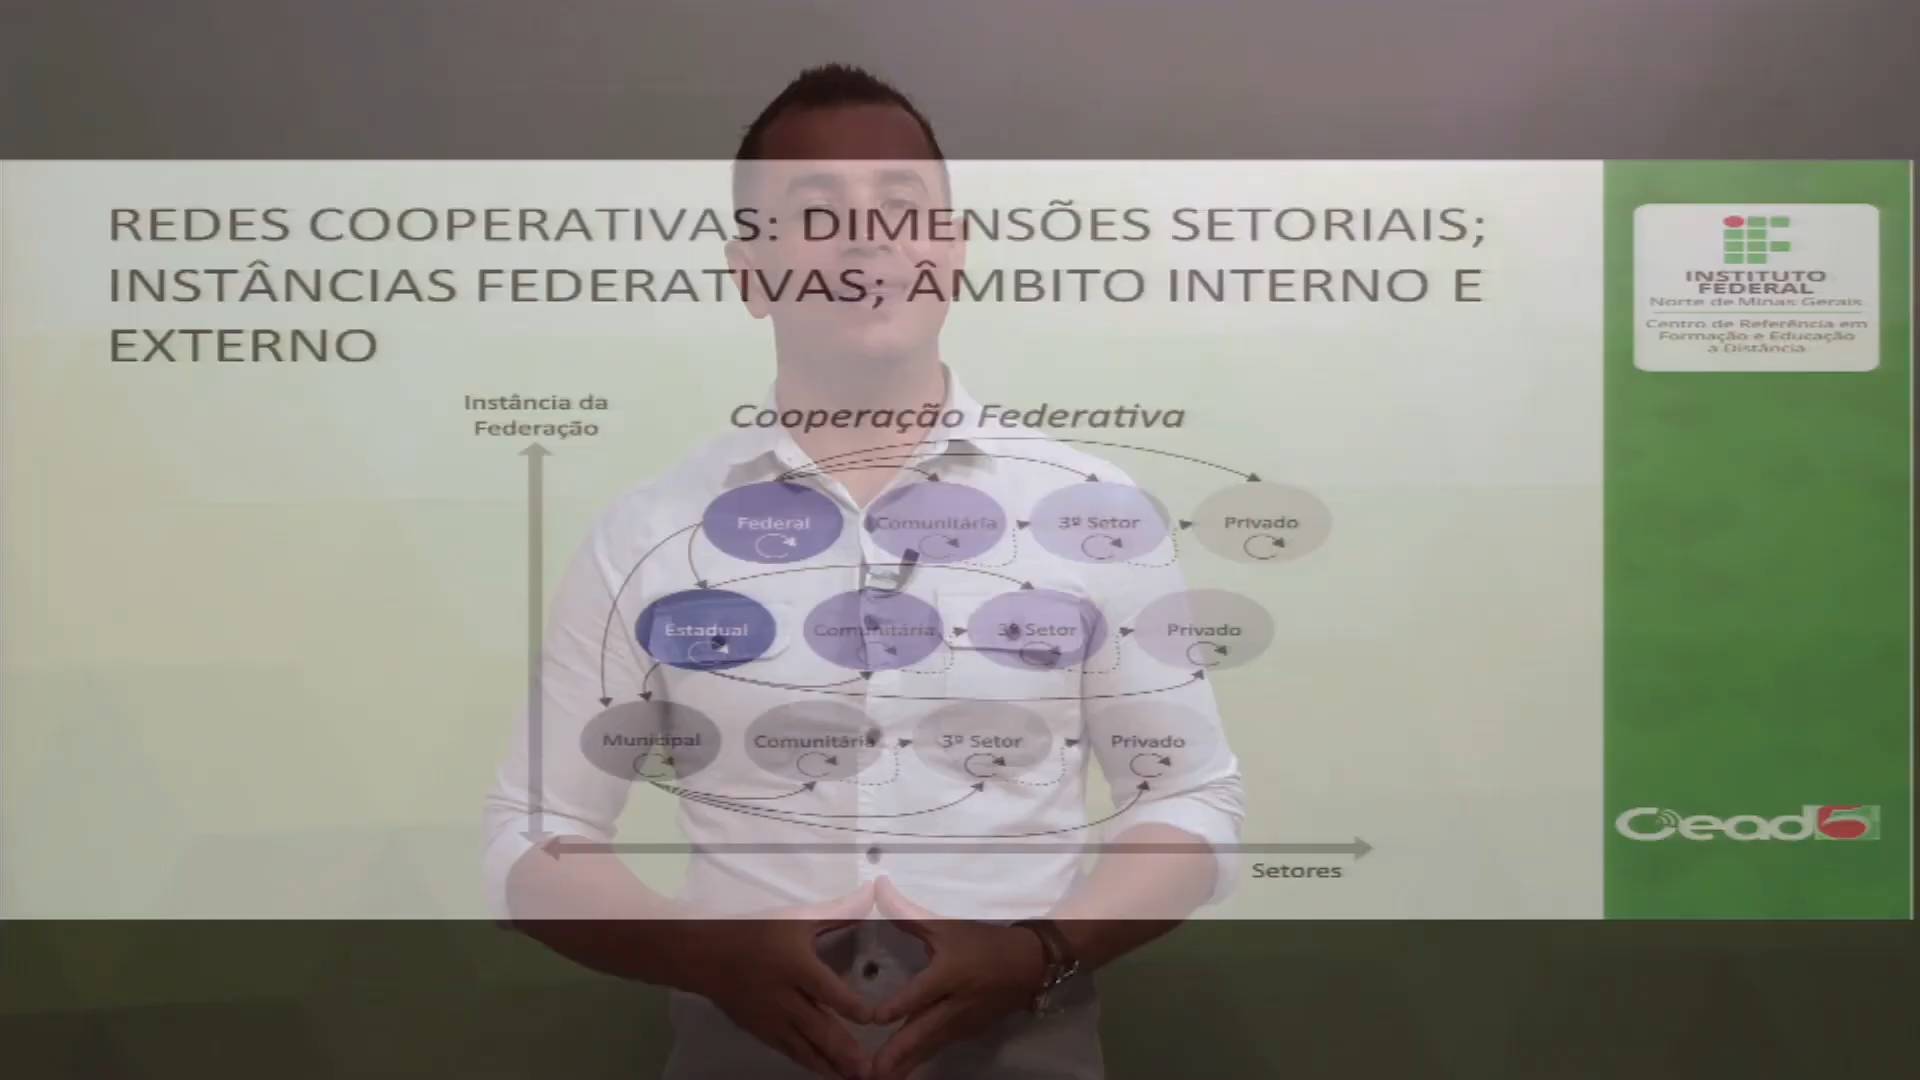 REDES COOPERATIVAS: DIMENSÕES SETORIAIS;
INSTÂNCIAS FEDERATIVAS; ÂMBITO INTERNO E
EXTERNO
INSTITUTO
FEDERAL
Norte de Minas Gerais
Centro de Referência em
Formação e Educação
a Distância
Instância da
Federação
Cooperação Federativa
Federal
Comunitária
3º Setor
Privado
Estadual
Comunitária
3º Setor
Privado
Municipal
Comunitária
3º Setor
Privado
Setores
Cead5